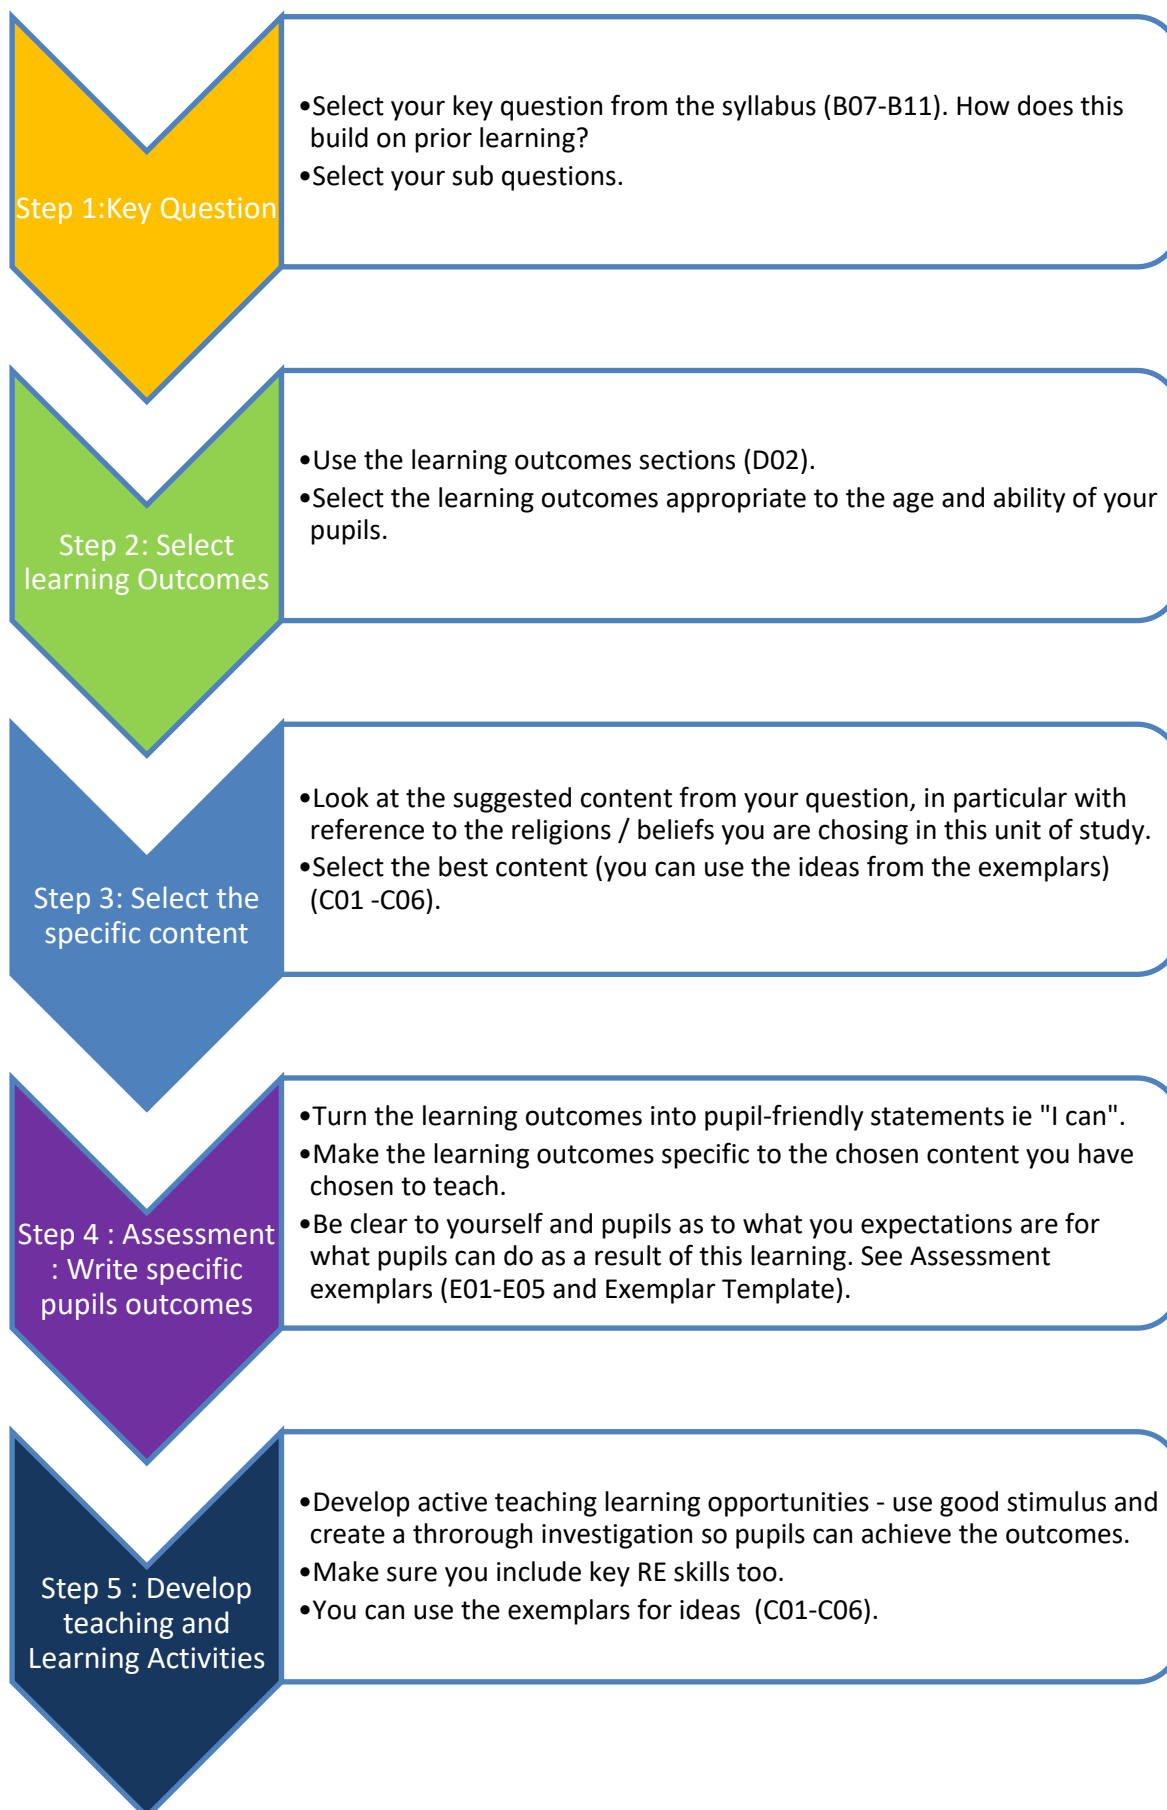 Step 1:Key Question
•Select your key question from the syllabus (B07-B11). How does this
build on prior learning?
•Select your sub questions.
Step 2: Select
learning Outcomes
•Use the learning outcomes sections (D02).
•Select the learning outcomes appropriate to the age and ability of your
pupils.
Step 3: Select the
specific content
•Look at the suggested content from your question, in particular with
reference to the religions / beliefs you are chosing in this unit of study.
•Select the best content (you can use the ideas from the exemplars)
(C01 -C06).
Step 4 : Assessment
: Write specific
pupils outcomes
•Turn the learning outcomes into pupil-friendly statements ie "I can".
•Make the learning outcomes specific to the chosen content you have
chosen to teach.
•Be clear to yourself and pupils as to what you expectations are for
what pupils can do as a result of this learning. See Assessment
exemplars (E01-E05 and Exemplar Template).
Step 5 : Develop
teaching and
Learning Activities
•Develop active teaching learning opportunities - use good stimulus and
create a throrough investigation so pupils can achieve the outcomes.
•Make sure you include key RE skills too.
•You can use the exemplars for ideas  (C01-C06).